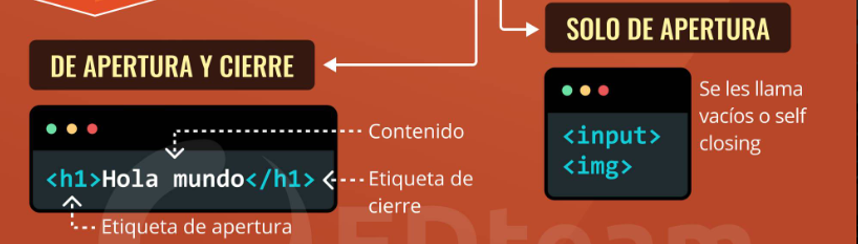 DE APERTURA Y CIERRE
<h1>Hola mundo</h1>
Contenido
Etiqueta de
cierre
Etiqueta de apertura
SOLO DE APERTURA
<input>
<img>
Se les llama
vacíos o self
closing
EDteam